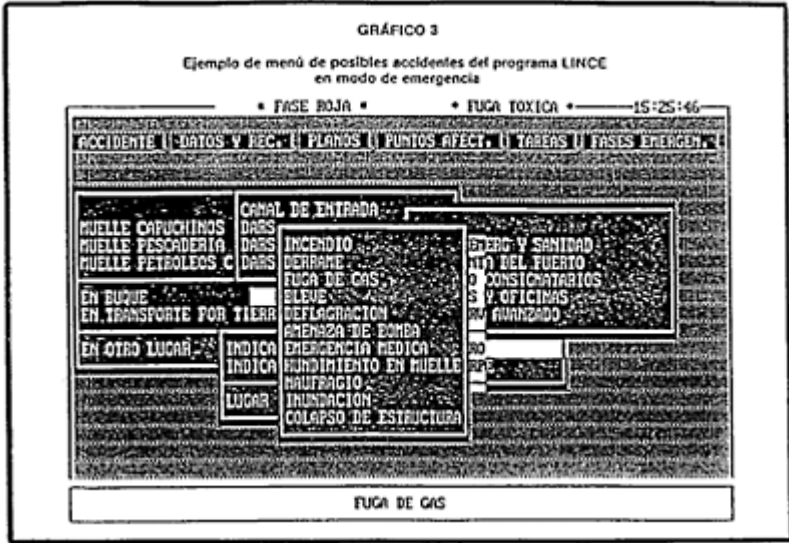 GRÁFICO 3
Ejemplo de menú de posibles accidentes del programa LINCE
en modo de emergencia
* FASE ROJA * * FUGA TOXICA * 15:25:46
ACCIDENTE DATOS Y REC. PLANOS PUNTOS AFECT. TAREAS FASES EMERGEN.
CANAL DE ENTRADA
MUELLE CAPUCHINOS DARS
MUELLE PESCADERIA DARS
MUELLE PETROLEOS C DARS
EN BUQUE
EN TRANSPORTE POR TIERR
EN OTRO LUGAR
INDICA
INDICA
LUGAR
INCENDIO
DERRAME
FUGA DE GAS
BLEVE
DEFLAGRACION
AMENAZA DE BOMBA
EMERGENCIA MEDICA
HUNDIMIENTO EN MUELLE
NAUFRAGIO
INUNDACION
COLAPSO DE ESTRUCTURA
Y SANIDAD
DEL PUERTO
CONSIGNATARIOS
Y OFICINAS
AVANZADO
FUGA DE GAS